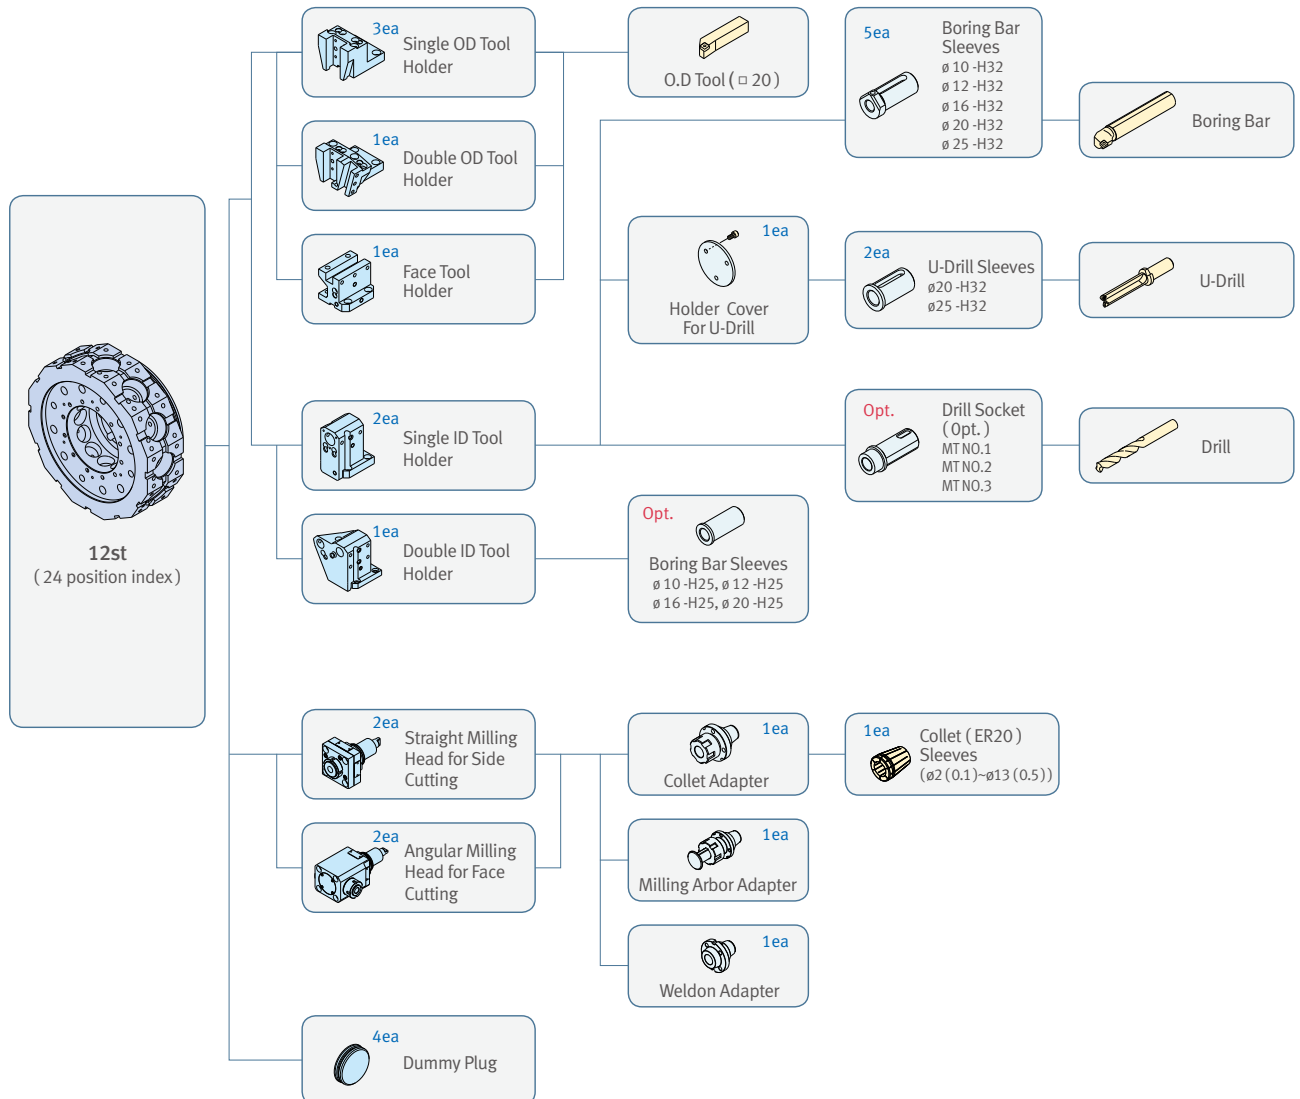 12st
( 24 position index )
3ea
Single OD Tool
Holder
1ea
Double OD Tool
Holder
1ea
Face Tool
Holder
2ea
Single ID Tool
Holder
1ea
Double ID Tool
Holder
2ea
Straight Milling
Head for Side
Cutting
2ea
Angular Milling
Head for Face
Cutting
4ea
Dummy Plug
O.D Tool ( □ 20 )
1ea
Holder Cover
For U-Drill
Opt.
Boring Bar Sleeves
ø 10 -H25, ø 12 -H25
ø 16 -H25, ø 20 -H25
1ea
Collet Adapter
1ea
Milling Arbor Adapter
1ea
Weldon Adapter
5ea
Boring Bar
Sleeves
ø 10 -H32
ø 12 -H32
ø 16 -H32
ø 20 -H32
ø 25 -H32
2ea
U-Drill Sleeves
ø20 -H32
ø25 -H32
Opt.
Drill Socket
( Opt. )
MT NO.1
MT NO.2
MT NO.3
1ea
Collet ( ER20 )
Sleeves
(ø2 (0.1)~ø13 (0.5))
Boring Bar
U-Drill
Drill